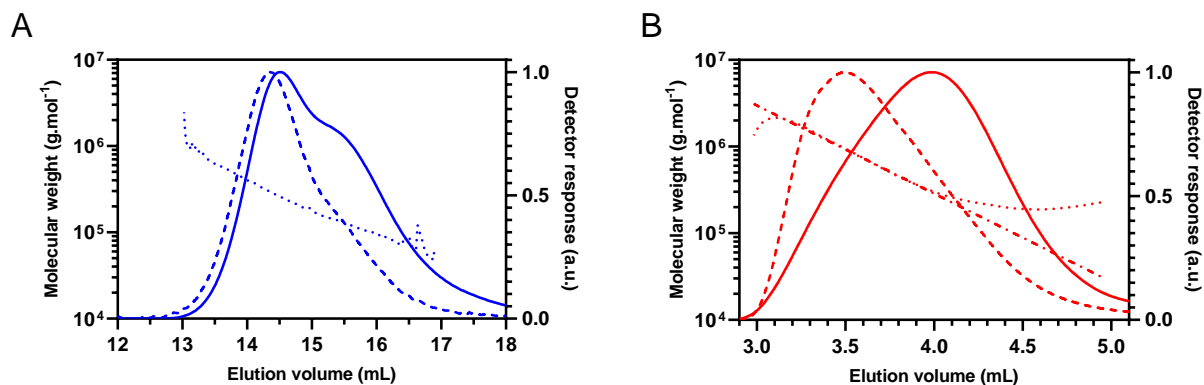 A
B
10⁷
10⁶
10⁵
10⁴
Molecular weight (g.mol⁻¹)
1.0
0.5
0.0
Detector response (a.u.)
12 13 14 15 16 17 18
Elution volume (mL)
10⁷
10⁶
10⁵
10⁴
Molecular weight (g.mol⁻¹)
1.0
0.5
0.0
Detector response (a.u.)
3.0 3.5 4.0 4.5 5.0
Elution volume (mL)